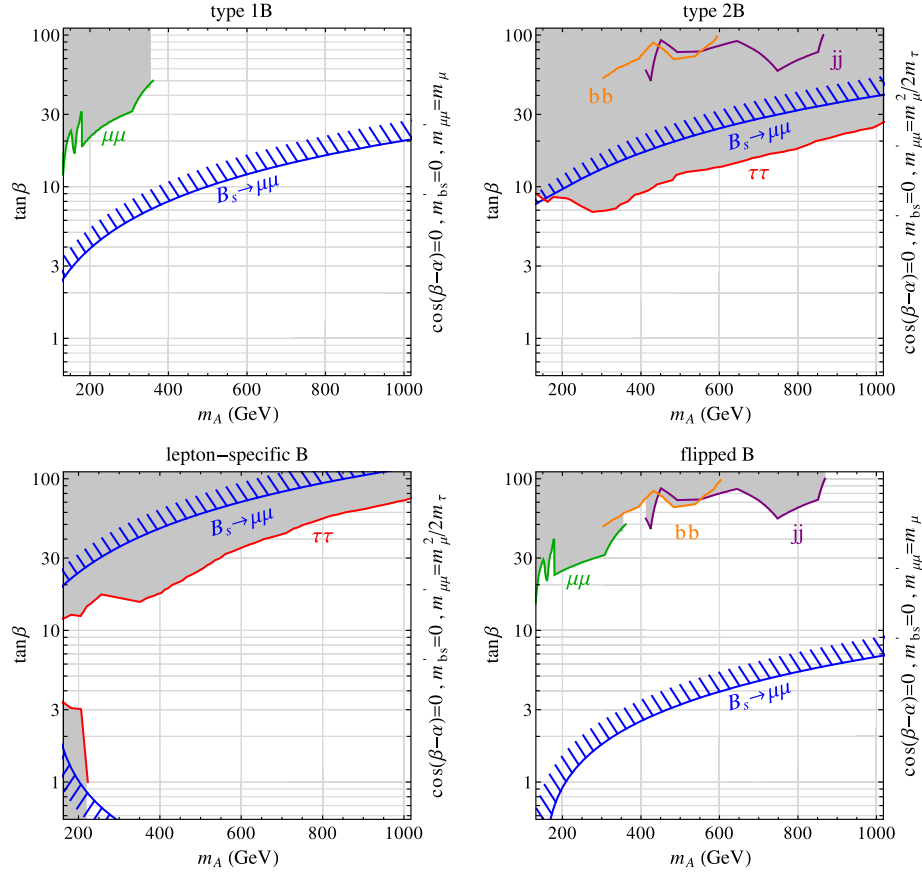 type 1B
100
30
10
3
1
tanβ
μμ
B_s→μμ
200 400 600 800 1000
m_A (GeV)
cos(β−α)=0 , m'_bs=0 , m'_μμ=m_μ
type 2B
100
30
10
3
1
tanβ
bb
jj
B_s→μμ
ττ
200 400 600 800 1000
m_A (GeV)
cos(β−α)=0 , m'_bs=0 , m'_μμ=m_μ^2/2m_τ
lepton−specific B
100
30
10
3
1
tanβ
B_s→μμ
ττ
200 400 600 800 1000
m_A (GeV)
cos(β−α)=0 , m'_bs=0 , m'_μμ=m_μ^2/2m_τ
flipped B
100
30
10
3
1
tanβ
bb
jj
μμ
B_s→μμ
200 400 600 800 1000
m_A (GeV)
cos(β−α)=0 , m'_bs=0 , m'_μμ=m_μ